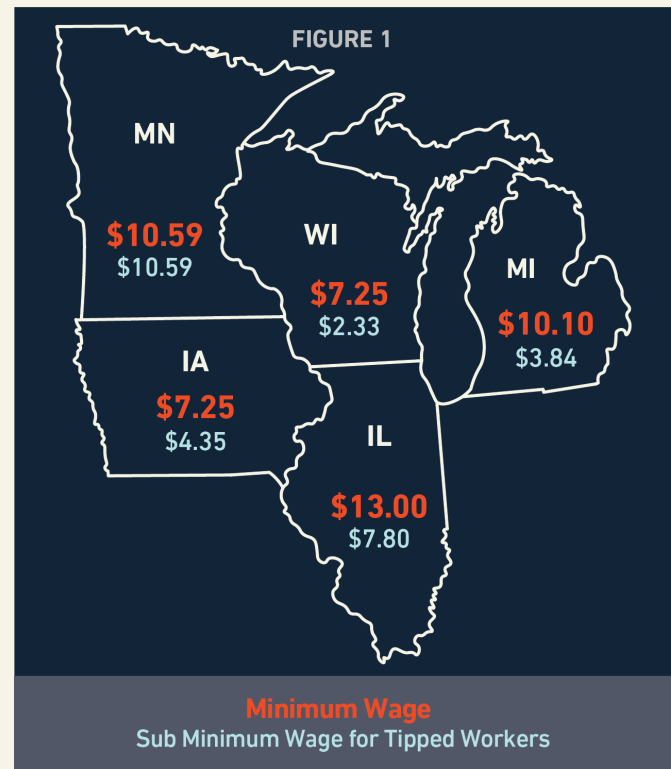 FIGURE 1
MN
$10.59
$10.59
WI
$7.25
$2.33
MI
$10.10
$3.84
IA
$7.25
$4.35
IL
$13.00
$7.80
Minimum Wage
Sub Minimum Wage for Tipped Workers